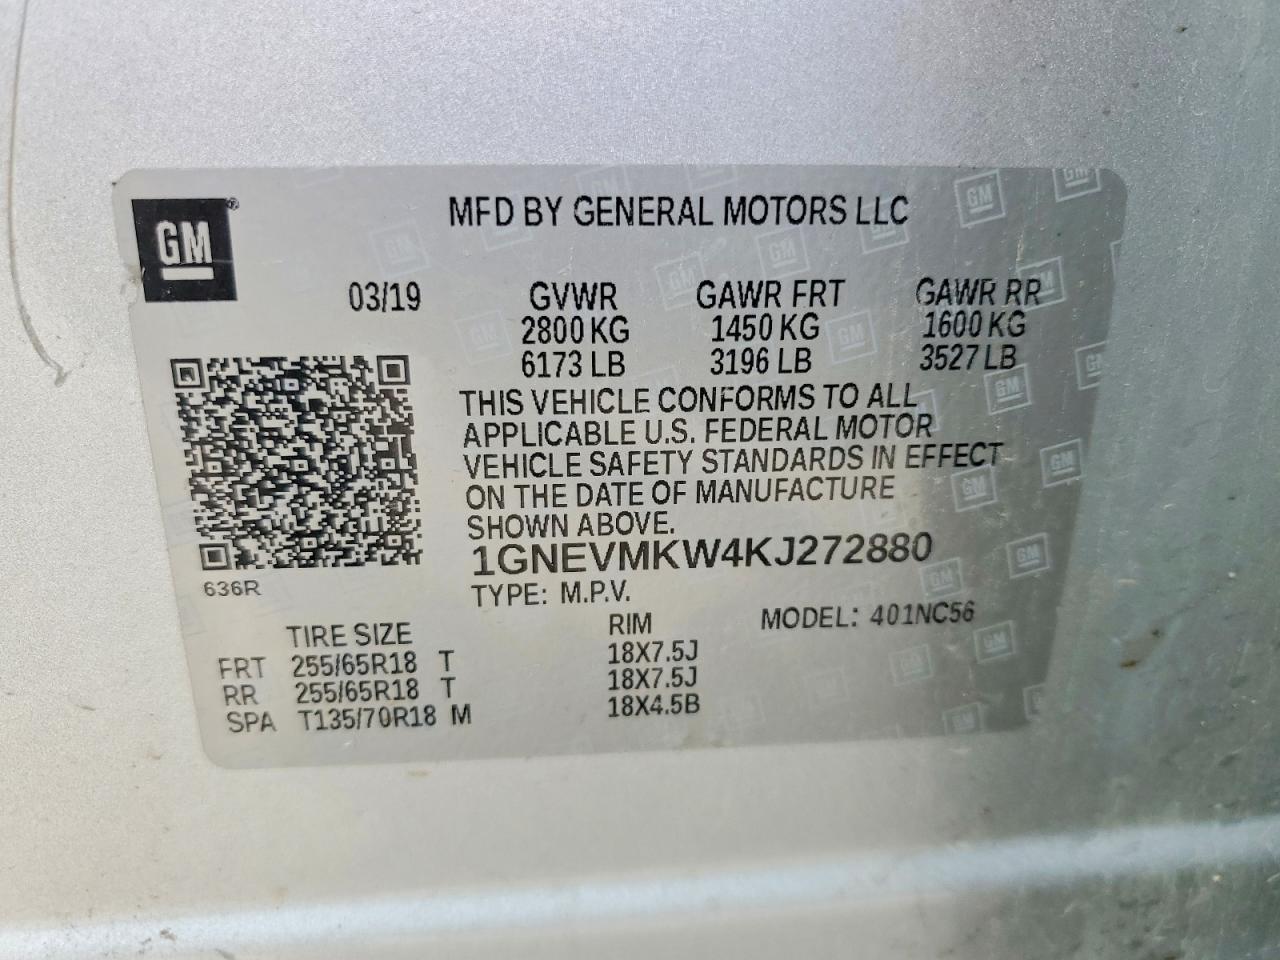 GM
MFD BY GENERAL MOTORS LLC
03/19 GVWR GAWR FRT GAWR RR
2800 KG 1450 KG 1600 KG
6173 LB 3196 LB 3527 LB
THIS VEHICLE CONFORMS TO ALL
APPLICABLE U.S. FEDERAL MOTOR
VEHICLE SAFETY STANDARDS IN EFFECT
ON THE DATE OF MANUFACTURE
SHOWN ABOVE.
1GNEVMKW4KJ272880
636R
TYPE: M.P.V.
TIRE SIZE RIM MODEL: 401NC56
FRT 255/65R18 T 18X7.5J
RR 255/65R18 T 18X7.5J
SPA T135/70R18 M 18X4.5B